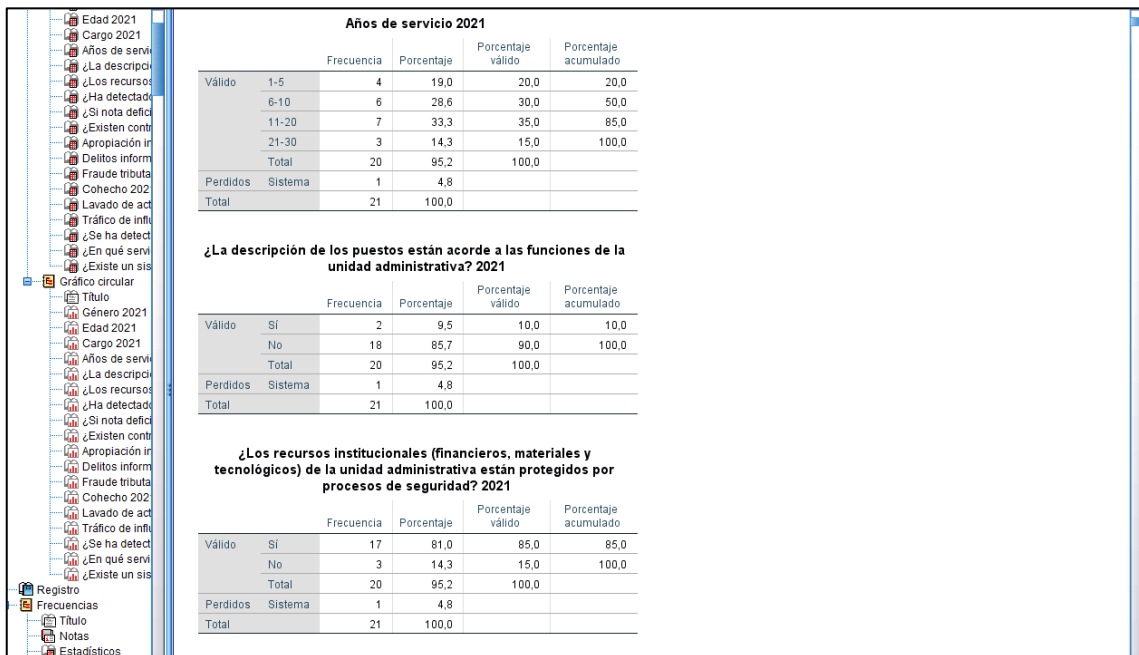 Edad 2021
Cargo 2021
Años de servi
¿La descripci
¿Los recursos
¿Ha detectado
¿Si nota defici
¿Existen contr
Apropiación in
Delitos inform
Fraude tributa
Cohecho 202
Lavado de act
Tráfico de influ
¿Se ha detect
¿En qué servi
¿Existe un sis
Gráfico circular
Título
Género 2021
Edad 2021
Cargo 2021
Años de servi
¿La descripci
¿Los recursos
¿Ha detectado
¿Si nota defici
¿Existen contr
Apropiación in
Delitos inform
Fraude tributa
Cohecho 202
Lavado de act
Tráfico de influ
¿Se ha detect
¿En qué servi
¿Existe un sis
Registro
Frecuencias
Título
Notas
Estadísticos
Años de servicio 2021
Frecuencia Porcentaje Porcentaje válido Porcentaje acumulado
Válido 1-5 4 19,0 20,0 20,0
6-10 6 28,6 30,0 50,0
11-20 7 33,3 35,0 85,0
21-30 3 14,3 15,0 100,0
Total 20 95,2 100,0
Perdidos Sistema 1 4,8
Total 21 100,0
¿La descripción de los puestos están acorde a las funciones de la
unidad administrativa? 2021
Frecuencia Porcentaje Porcentaje válido Porcentaje acumulado
Válido Sí 2 9,5 10,0 10,0
No 18 85,7 90,0 100,0
Total 20 95,2 100,0
Perdidos Sistema 1 4,8
Total 21 100,0
¿Los recursos institucionales (financieros, materiales y
tecnológicos) de la unidad administrativa están protegidos por
procesos de seguridad? 2021
Frecuencia Porcentaje Porcentaje válido Porcentaje acumulado
Válido Sí 17 81,0 85,0 85,0
No 3 14,3 15,0 100,0
Total 20 95,2 100,0
Perdidos Sistema 1 4,8
Total 21 100,0